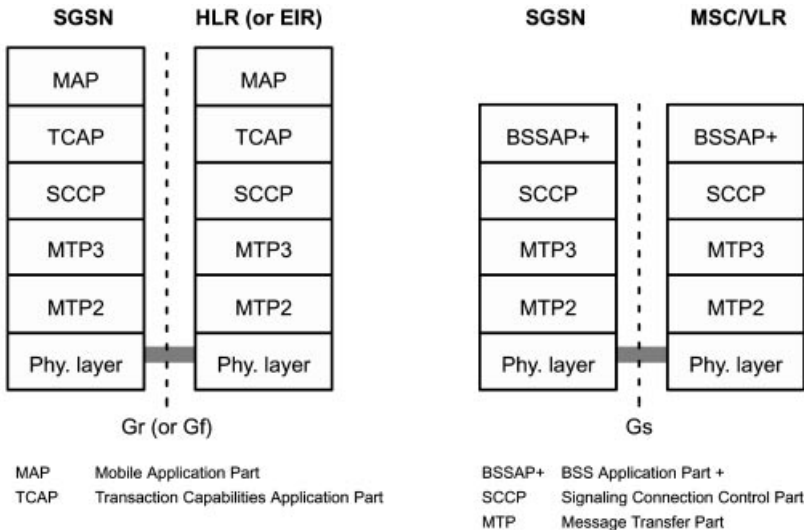 SGSN HLR (or EIR) SGSN MSC/VLR
MAP MAP
TCAP TCAP BSSAP+ BSSAP+
SCCP SCCP SCCP SCCP
MTP3 MTP3 MTP3 MTP3
MTP2 MTP2 MTP2 MTP2
Phy. layer Phy. layer Phy. layer Phy. layer
Gr (or Gf) Gs
MAP Mobile Application Part BSSAP+ BSS Application Part +
TCAP Transaction Capabilities Application Part SCCP Signaling Connection Control Part
MTP Message Transfer Part